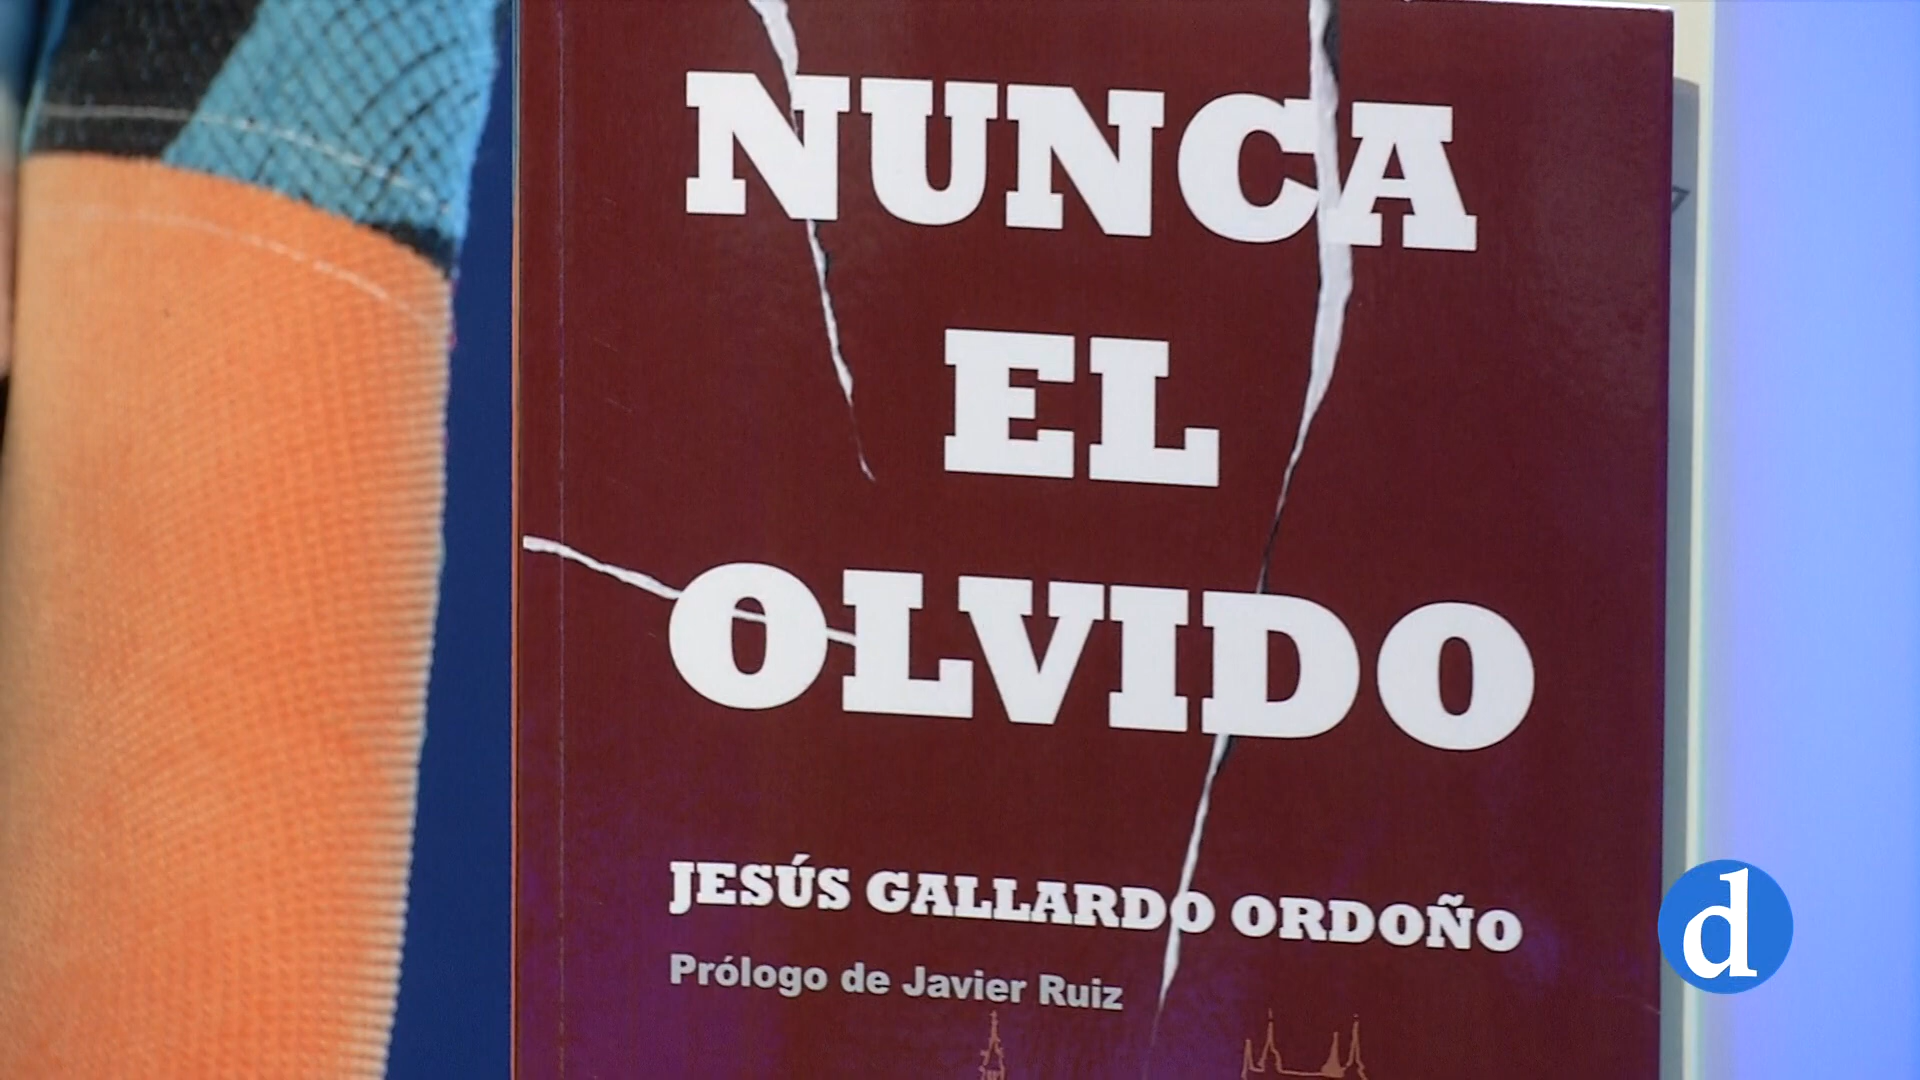 NUNCA
EL
OLVIDO
JESÚS GALLARDO ORDOÑO
Prólogo de Javier Ruiz
d